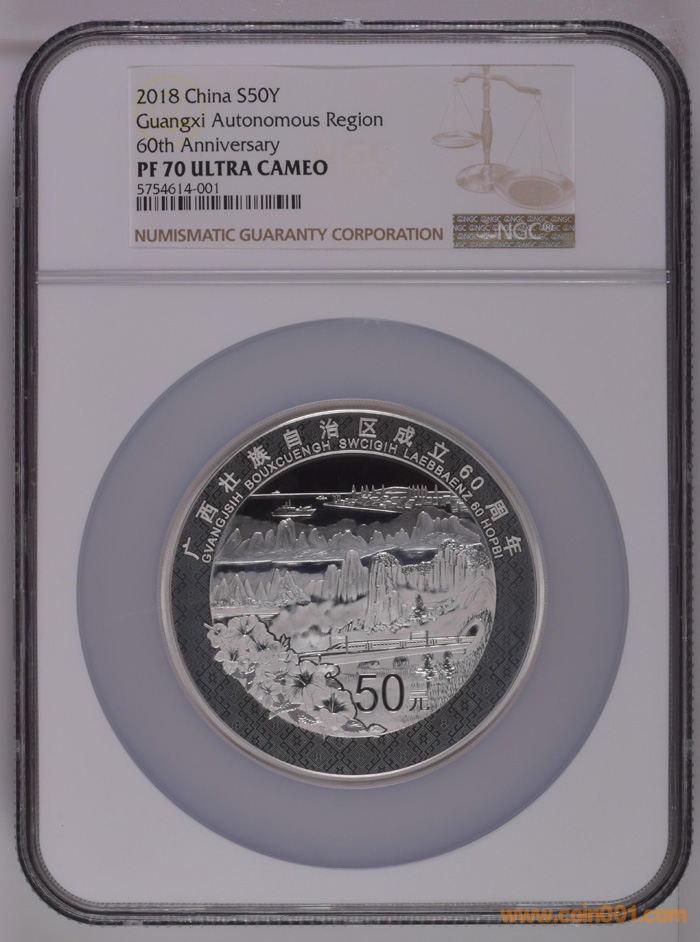 2018 China S50Y
Guangxi Autonomous Region
60th Anniversary
PF 70 ULTRA CAMEO
5754614-001
NUMISMATIC GUARANTY CORPORATION
NGC
广西壮族自治区成立60周年
GVANGJSIH BOUXCUENGH SWCIGIH LAEBBAENZ 60 HOPBI
50元
www.coin001.com